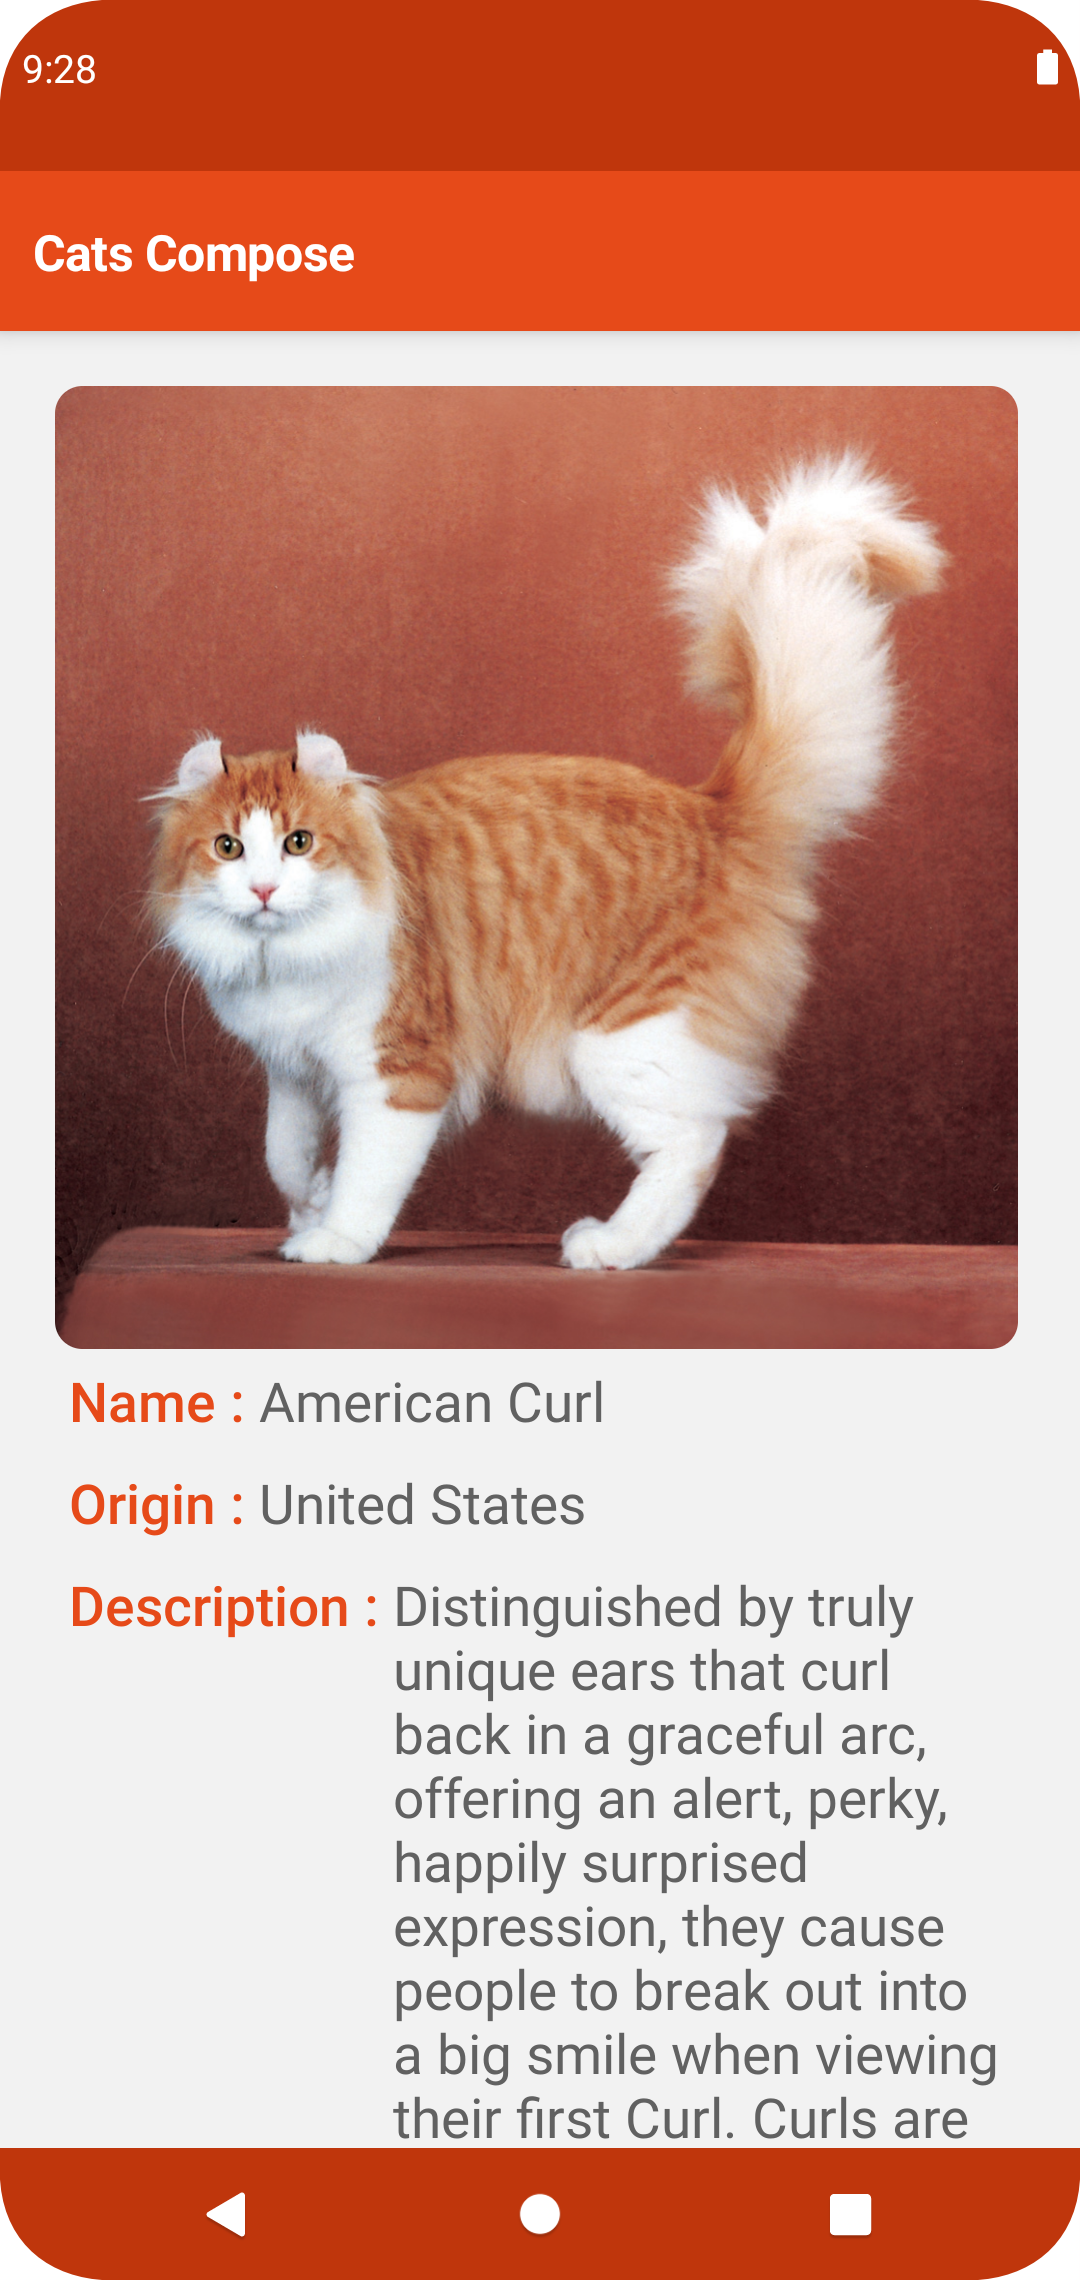 9:28
Cats Compose
Name : American Curl
Origin : United States
Description : Distinguished by truly
unique ears that curl
back in a graceful arc,
offering an alert, perky,
happily surprised
expression, they cause
people to break out into
a big smile when viewing
their first Curl. Curls are